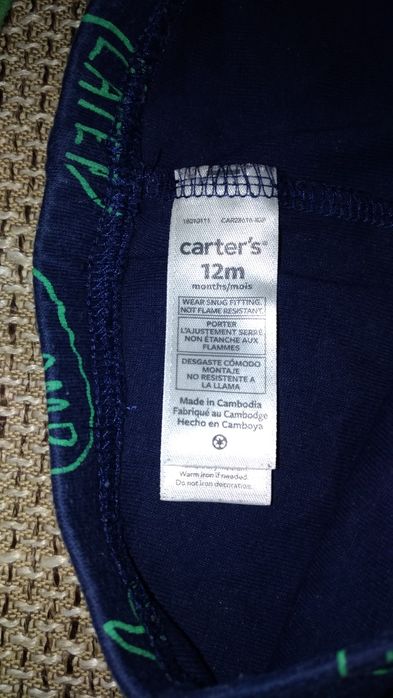 LATER
carter's®
12m
months/mois
WEAR SNUG FITTING.
NOT FLAME RESISTANT.
PORTER
L'AJUSTEMENT SERRÉ
NON ÉTANCHE AUX
FLAMMES
DESGASTE CÓMODO
MONTAJE
NO RESISTENTE A
LA LLAMA
Made in Cambodia
Fabriqué au Cambodge
Hecho en Camboya
Warm iron if needed.
Do not iron decoration.